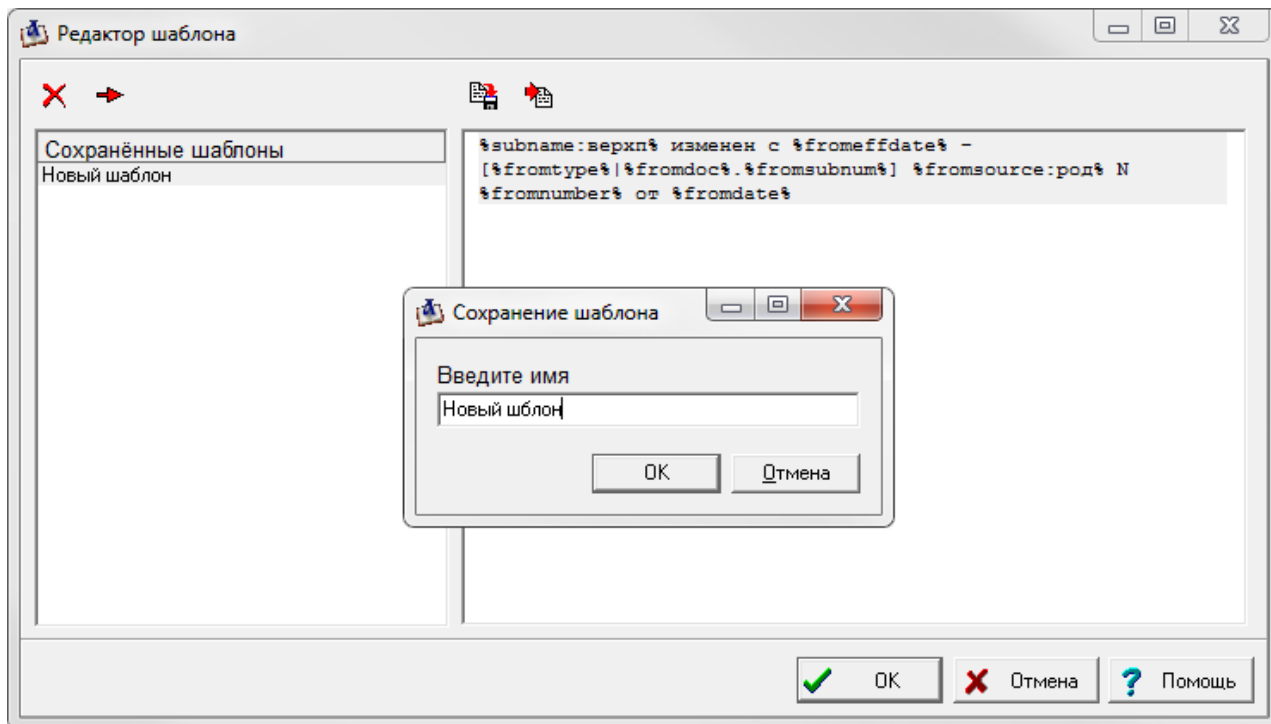 Редактор шаблона
Сохранённые шаблоны
Новый шаблон
%subname:верхп% изменен с %fromeffdate% -
[%fromtype%|%fromdoc%.%fromsubnum%] %fromsource:род% N
%fromnumber% от %fromdate%
Сохранение шаблона
Введите имя
Новый шблон
OK
Отмена
OK
Отмена
Помощь